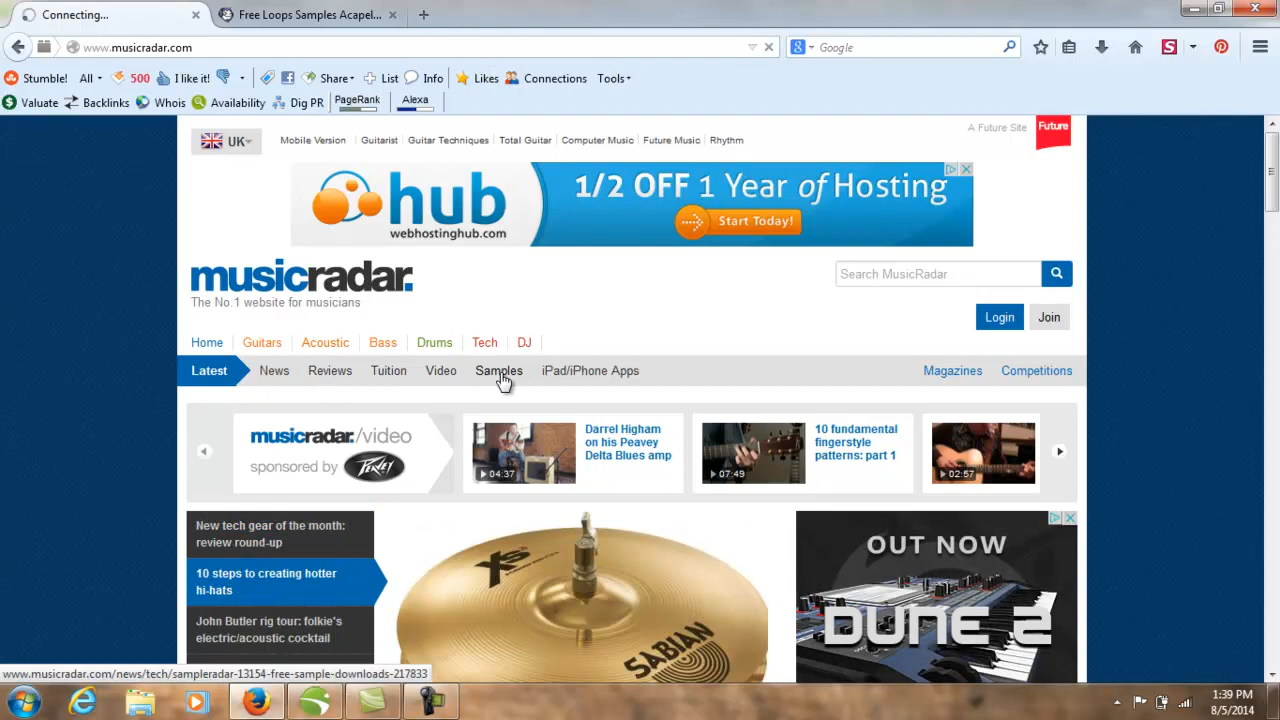 Connecting...
Free Loops Samples Acapel...
www.musicradar.com
Google
Stumble! All 500 I like it! Share List Info Likes Connections Tools
Valuate Backlinks Whois Availability Dig PR PageRank Alexa
A Future Site
Future
UK
Mobile Version Guitarist Guitar Techniques Total Guitar Computer Music Future Music Rhythm
hub
webhostinghub.com
1/2 OFF 1 Year of Hosting
Start Today!
musicradar.
The No.1 website for musicians
Search MusicRadar
Login Join
Home Guitars Acoustic Bass Drums Tech DJ
Latest News Reviews Tuition Video Samples iPad/iPhone Apps Magazines Competitions
musicradar./video
sponsored by PEAVEY
04:37
Darrel Higham
on his Peavey
Delta Blues amp
07:49
10 fundamental
fingerstyle
patterns: part 1
02:57
New tech gear of the month:
review round-up
10 steps to creating hotter
hi-hats
John Butler rig tour: folkie's
electric/acoustic cocktail
XS
SABIAN
OUT NOW
DUNE 2
www.musicradar.com/news/tech/sampleradar-13154-free-sample-downloads-217833
1:39 PM
8/5/2014